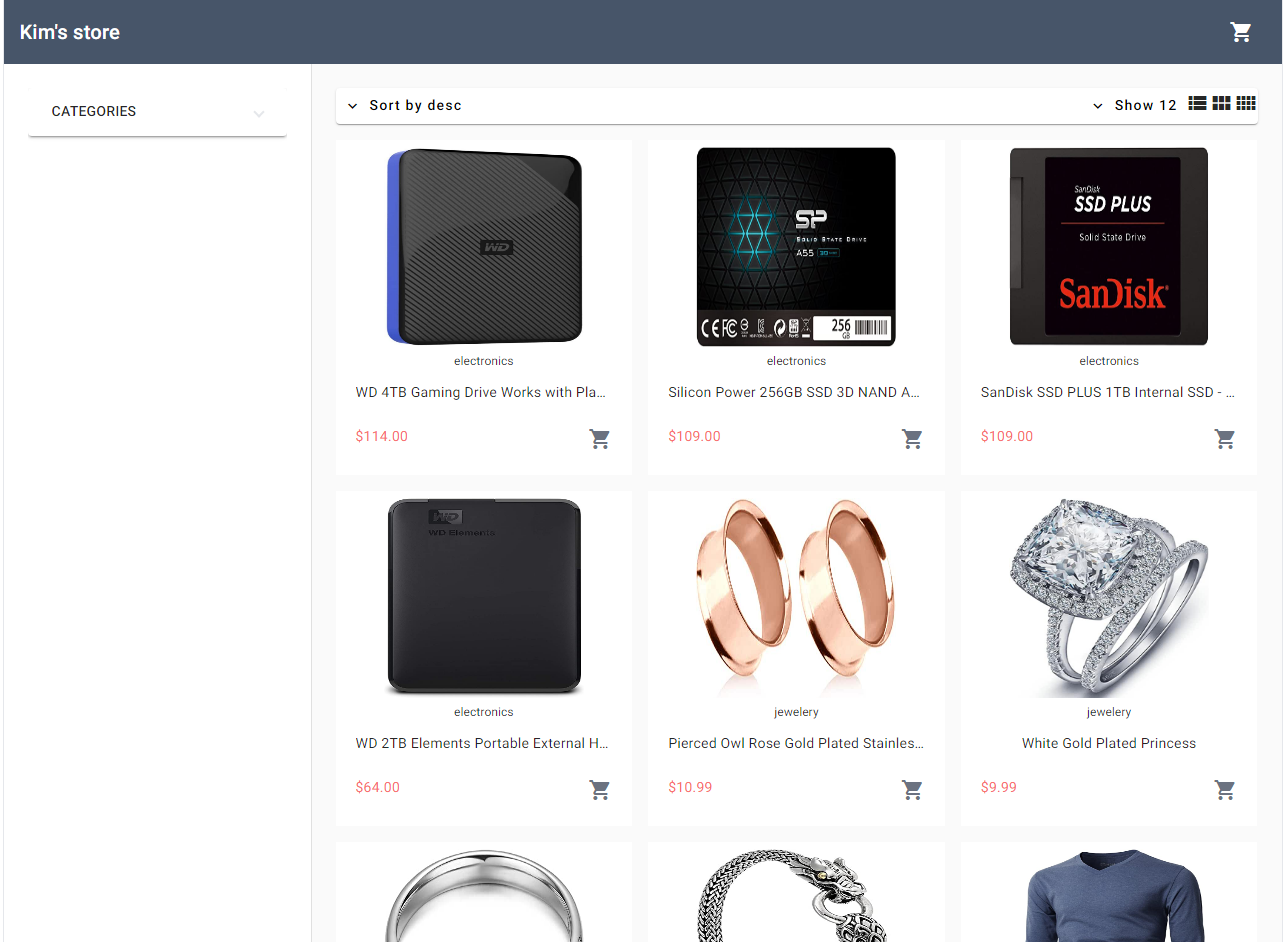 Kim's store
CATEGORIES
Sort by desc
Show 12
WD
electronics
WD 4TB Gaming Drive Works with Pla...
$114.00
SP
SOLID STATE DRIVE
A55 3D
256
GB
electronics
Silicon Power 256GB SSD 3D NAND A...
$109.00
SanDisk
SSD PLUS
Solid State Drive
SanDisk
electronics
SanDisk SSD PLUS 1TB Internal SSD - ...
$109.00
WD
WD Elements
electronics
WD 2TB Elements Portable External H...
$64.00
jewelery
Pierced Owl Rose Gold Plated Stainles...
$10.99
jewelery
White Gold Plated Princess
$9.99